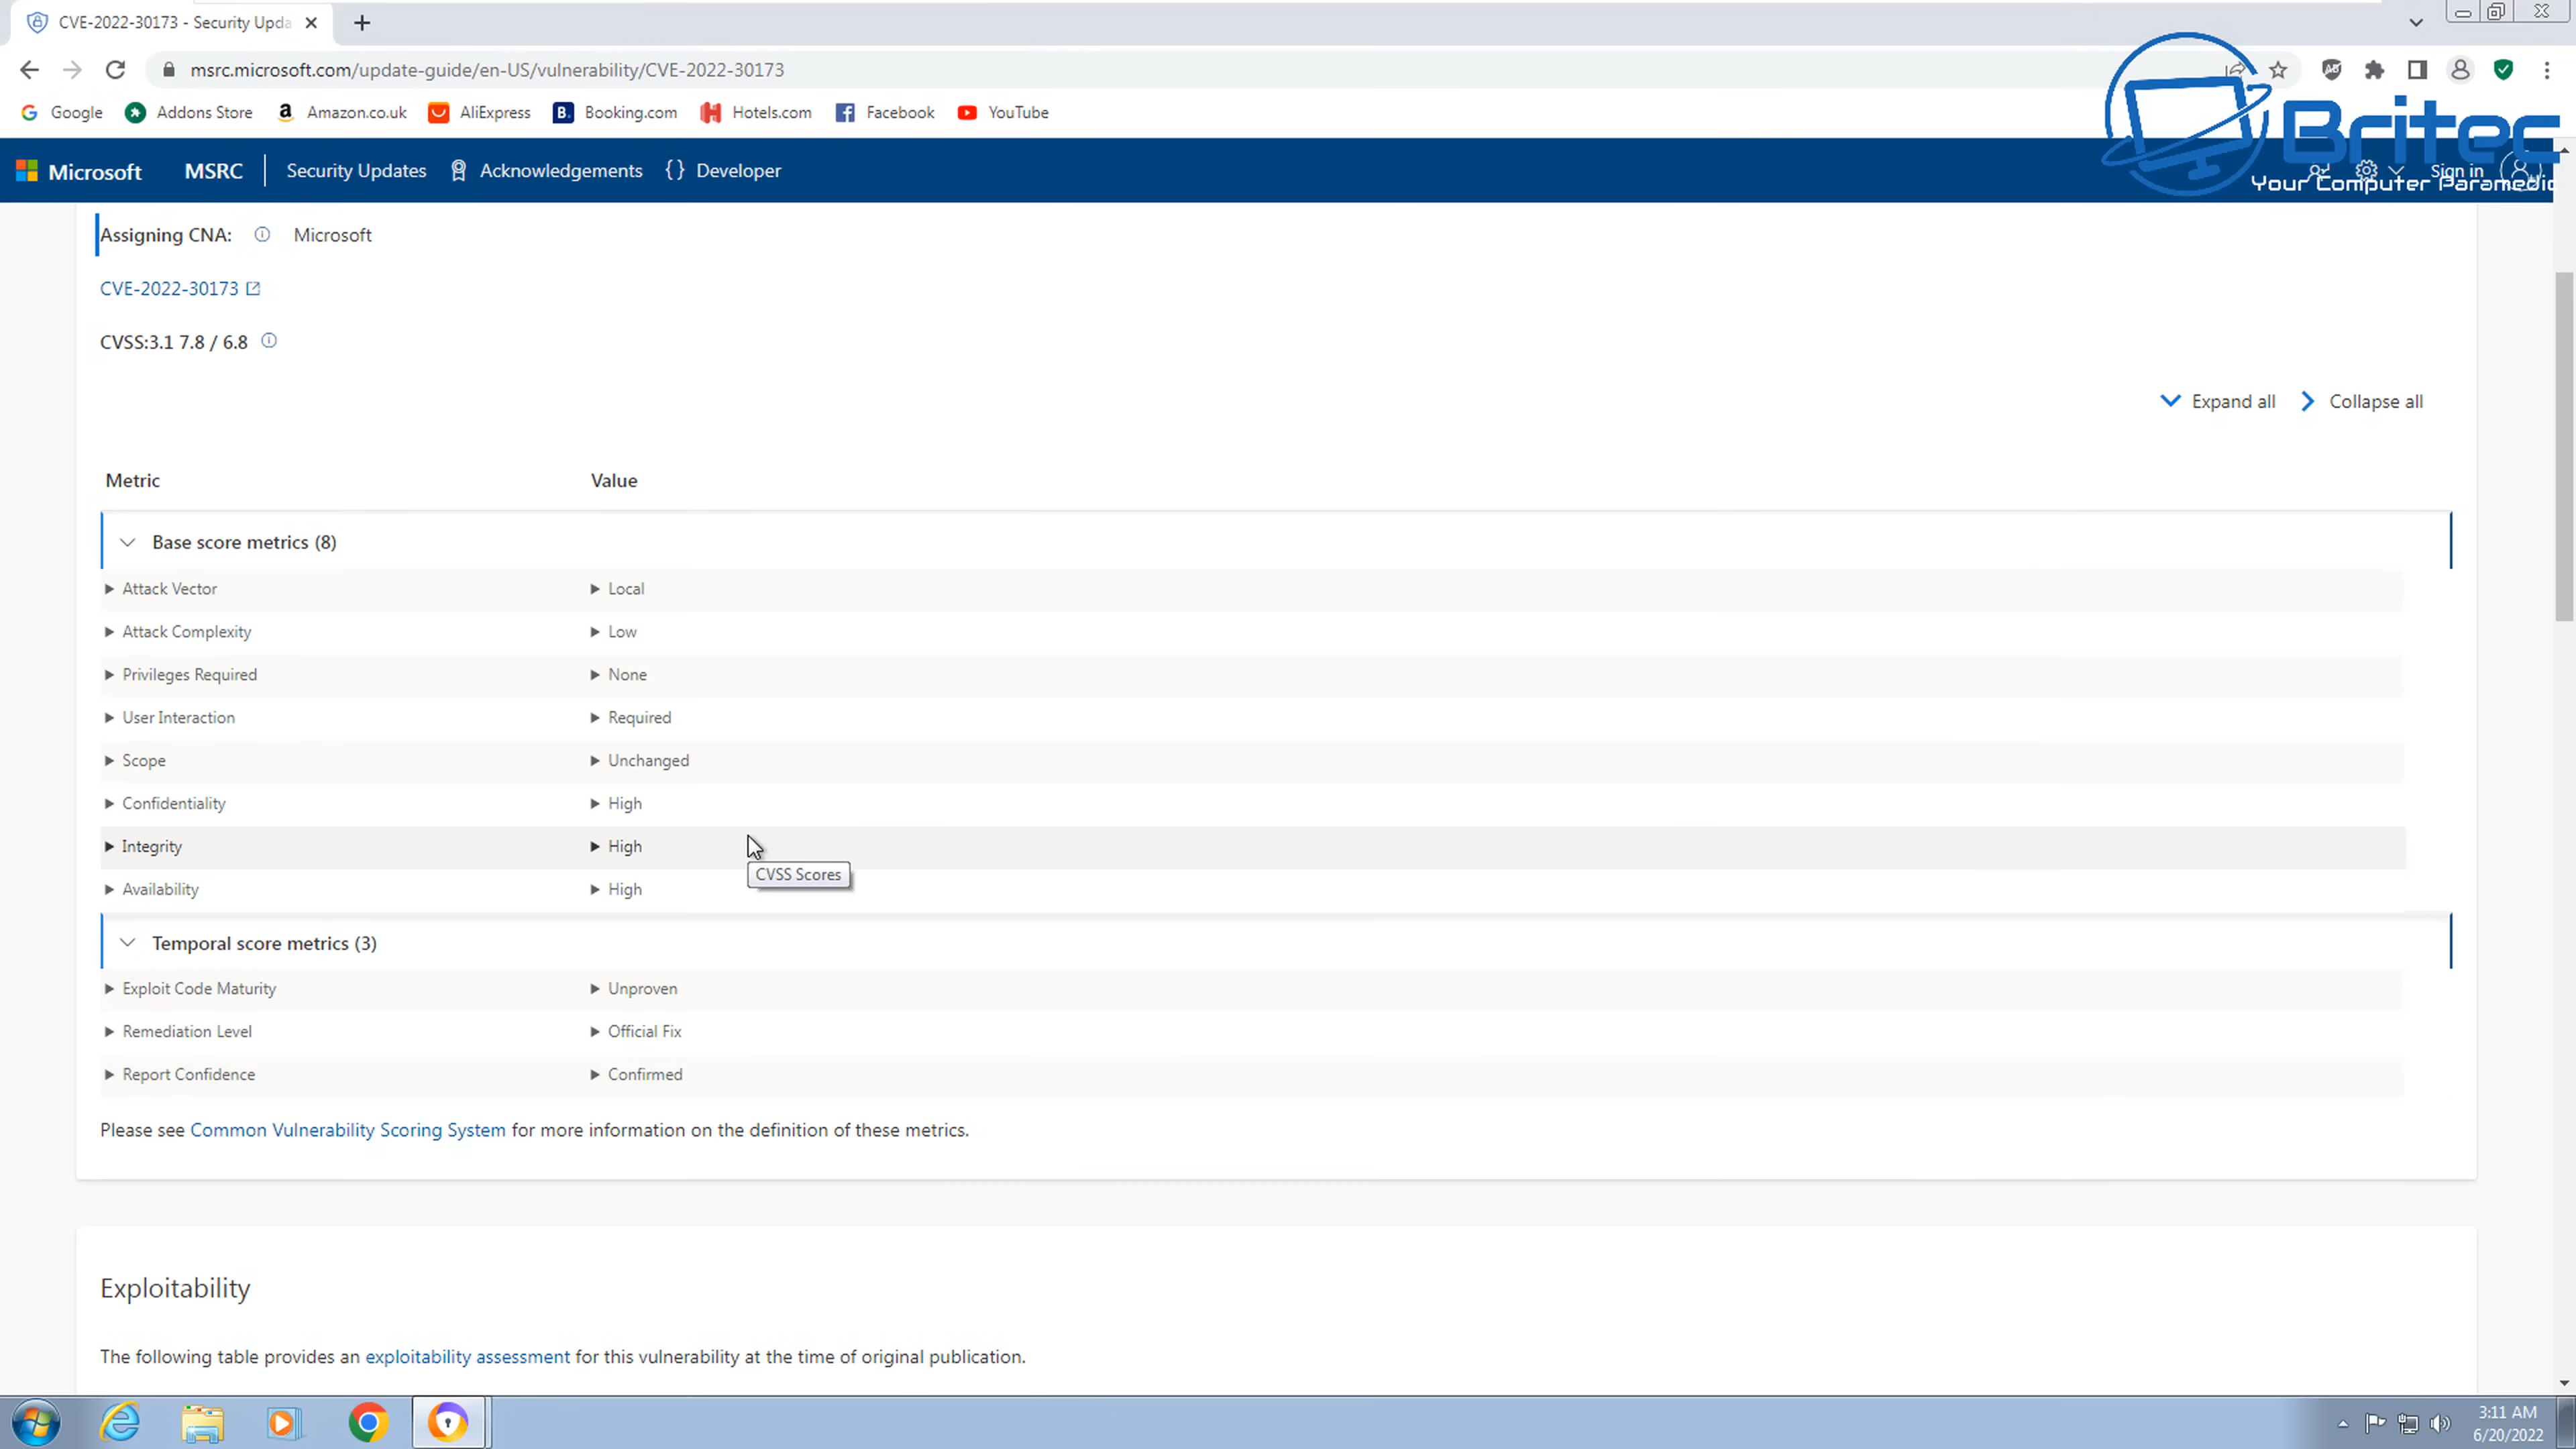 CVE-2022-30173 - Security Upda
msrc.microsoft.com/update-guide/en-US/vulnerability/CVE-2022-30173
Google Addons Store Amazon.co.uk AliExpress Booking.com Hotels.com Facebook YouTube
Britec
Your Computer Paramedic
Microsoft MSRC Security Updates Acknowledgements Developer Sign in
Assigning CNA: Microsoft
CVE-2022-30173
CVSS:3.1 7.8 / 6.8
Expand all Collapse all
Metric Value
Base score metrics (8)
Attack Vector Local
Attack Complexity Low
Privileges Required None
User Interaction Required
Scope Unchanged
Confidentiality High
Integrity High
CVSS Scores
Availability High
Temporal score metrics (3)
Exploit Code Maturity Unproven
Remediation Level Official Fix
Report Confidence Confirmed
Please see Common Vulnerability Scoring System for more information on the definition of these metrics.
Exploitability
The following table provides an exploitability assessment for this vulnerability at the time of original publication.
3:11 AM
6/20/2022